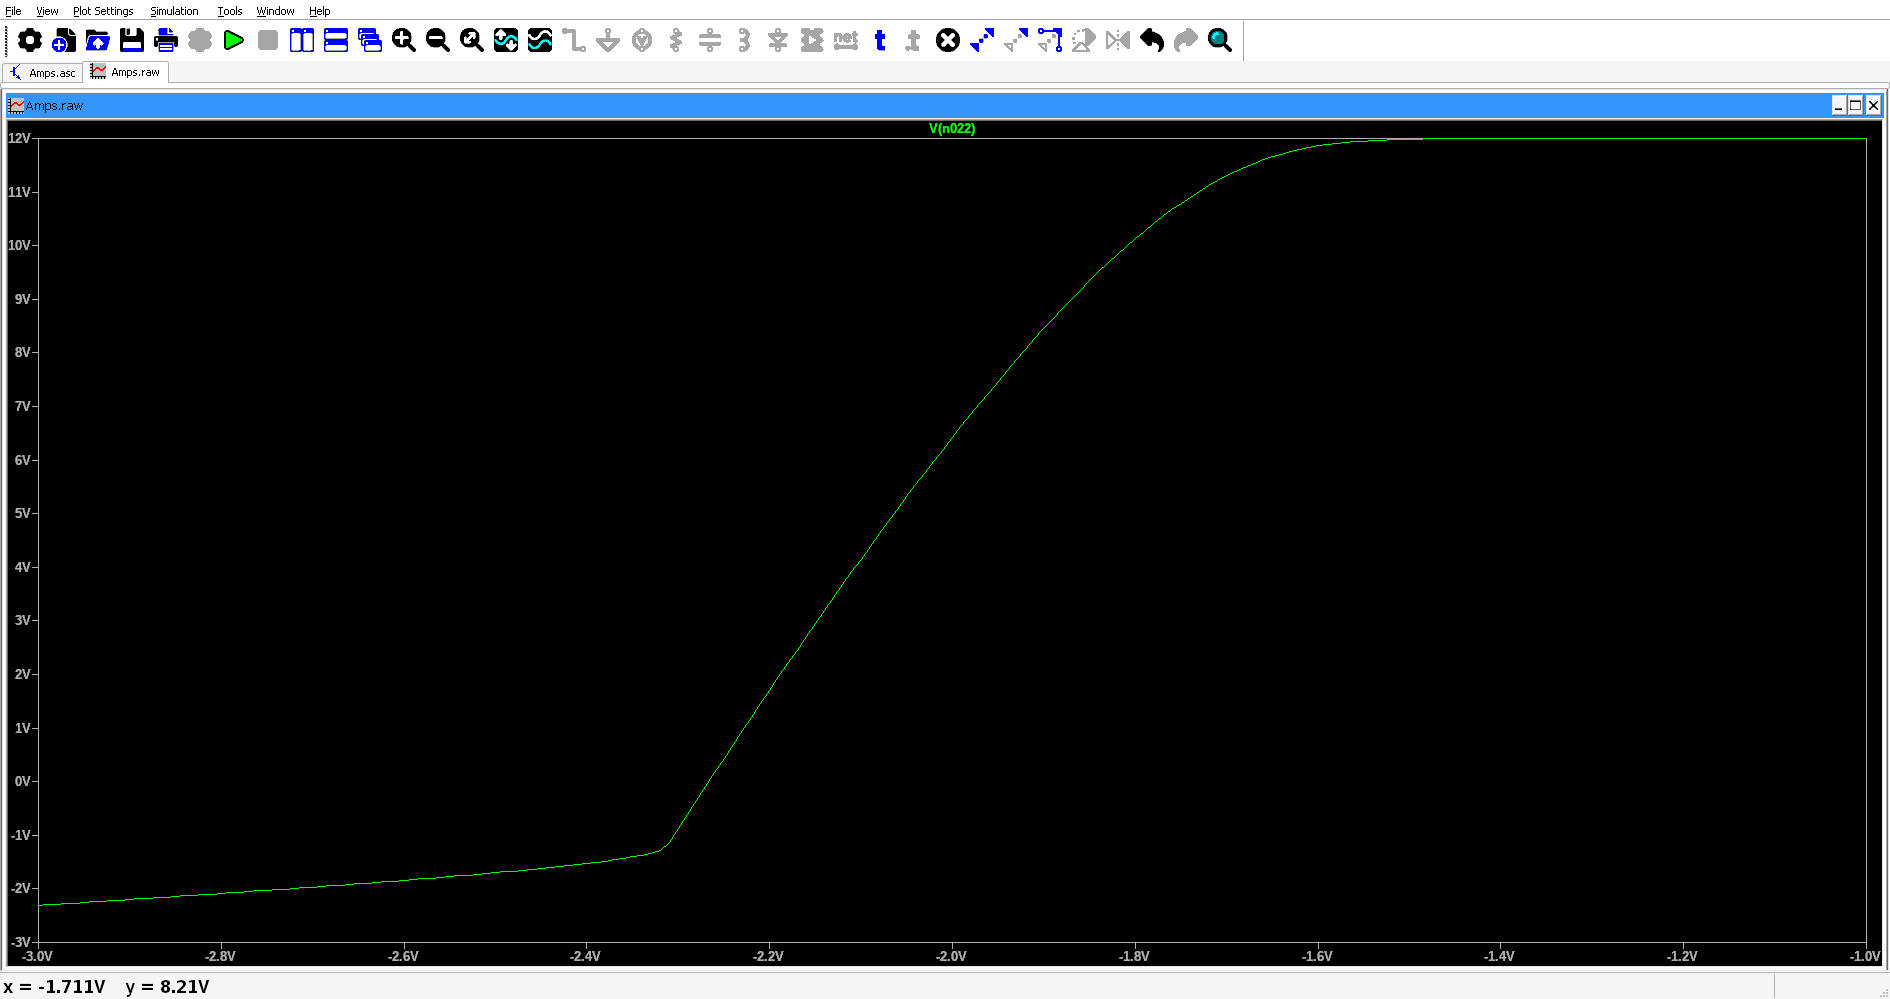 File View Plot Settings Simulation Tools Window Help
net t .t
Amps.asc Amps.raw
Amps.raw
V(n022)
12V
11V
10V
9V
8V
7V
6V
5V
4V
3V
2V
1V
0V
-1V
-2V
-3V
-3.0V -2.8V -2.6V -2.4V -2.2V -2.0V -1.8V -1.6V -1.4V -1.2V -1.0V
x = -1.711V y = 8.21V